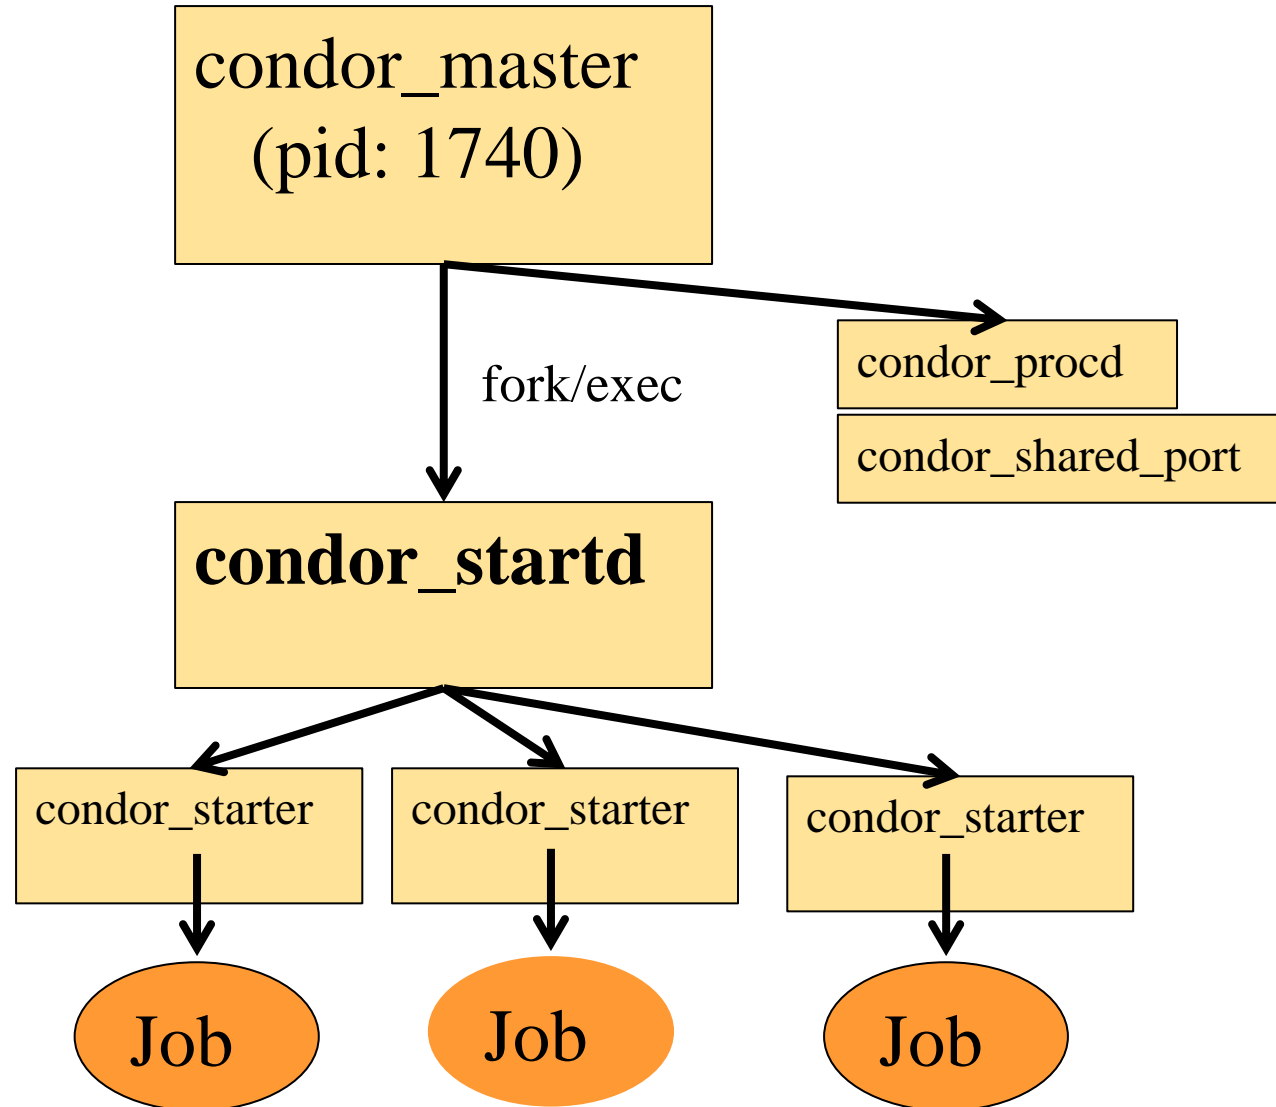 condor_master
(pid: 1740)
condor_procd
fork/exec
condor_shared_port
condor_startd
condor_starter
condor_starter
condor_starter
Job
Job
Job